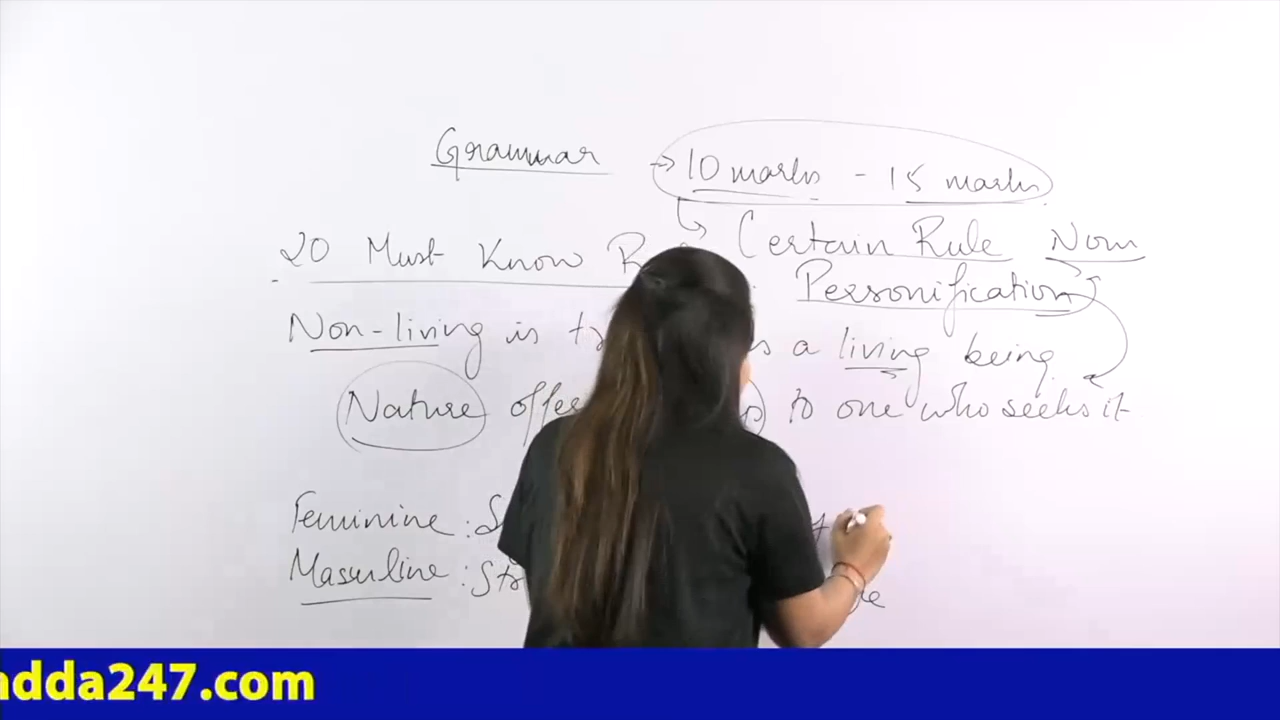 Grammar → 10 marks - 15 marks
20 Must Know Certain Rule Noun
Personification
Non-living is a living being
Nature to one who seeks it
Feminine :
Masculine :
adda247.com